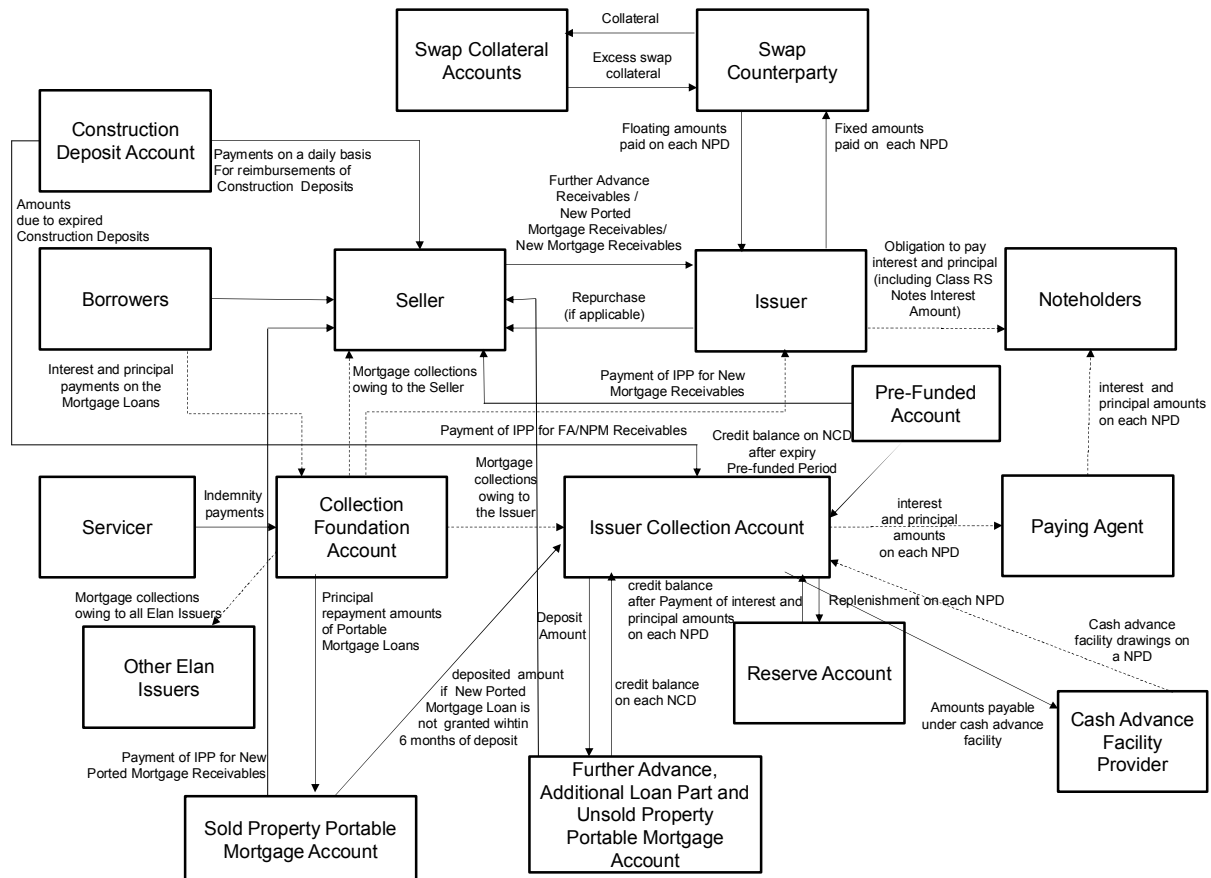 Collateral
Swap Collateral
Accounts
Excess swap
collateral
Swap
Counterparty
Construction
Deposit Account
Payments on a daily basis
For reimbursements of
Construction Deposits
Floating amounts
paid on each NPD
Fixed amounts
paid on each NPD
Amounts
due to expired
Construction Deposits
Further Advance
Receivables /
New Ported
Mortgage Receivables/
New Mortgage Receivables
Borrowers
Seller
Repurchase
(if applicable)
Issuer
Obligation to pay
interest and principal
(including Class RS
Notes Interest
Amount)
Noteholders
Interest and principal
payments on the
Mortgage Loans
Mortgage collections
owing to the Seller
Payment of IPP for New
Mortgage Receivables
Pre-Funded
Account
interest and
principal amounts
on each NPD
Payment of IPP for FA/NPM Receivables
Credit balance on NCD
after expiry
Pre-funded Period
Servicer
Indemnity
payments
Collection
Foundation
Account
Mortgage
collections
owing to
the Issuer
Issuer Collection Account
interest
and principal
amounts
on each NPD
Paying Agent
Mortgage collections
owing to all Elan Issuers
Other Elan
Issuers
Principal
repayment amounts
of Portable
Mortgage Loans
Deposit
Amount
credit balance
after Payment of interest and
principal amounts
on each NPD
Replenishment on each NPD
Reserve Account
Cash advance
facility drawings on
a NPD
deposited amount
if New Ported
Mortgage Loan is
not granted wihtin
6 months of deposit
credit balance
on each NCD
Amounts payable
under cash advance
facility
Cash Advance
Facility
Provider
Payment of IPP for New
Ported Mortgage Receivables
Sold Property Portable
Mortgage Account
Further Advance,
Additional Loan Part and
Unsold Property
Portable Mortgage
Account